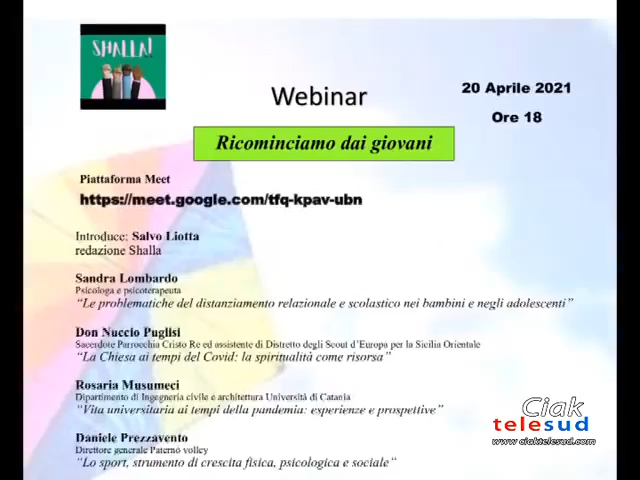 SHALLA!
Webinar
20 Aprile 2021
Ore 18
Ricominciamo dai giovani
Piattaforma Meet
https://meet.google.com/tfq-kpav-ubn
Introduce: Salvo Liotta
redazione Shalla
Sandra Lombardo
Psicologa e psicoterapeuta
“Le problematiche del distanziamento relazionale e scolastico nei bambini e negli adolescenti”
Don Nuccio Puglisi
Sacerdote Parrocchia Cristo Re ed assistente di Distretto degli Scout d’Europa per la Sicilia Orientale
“La Chiesa ai tempi del Covid: la spiritualità come risorsa”
Rosaria Musumeci
Dipartimento di Ingegneria civile e architettura Università di Catania
“Vita universitaria ai tempi della pandemia: esperienze e prospettive”
Daniele Prezzavento
Direttore generale Paternò volley
“Lo sport, strumento di crescita fisica, psicologica e sociale”
Ciak
telesud
www.ciaktelesud.com